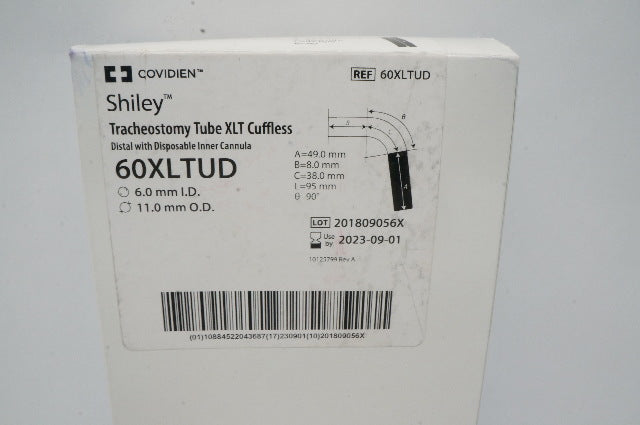 COVIDIEN™
REF 60XLTUD
Shiley™
Tracheostomy Tube XLT Cuffless
Distal with Disposable Inner Cannula
60XLTUD
6.0 mm I.D.
11.0 mm O.D.
A=49.0 mm
B=8.0 mm
C=38.0 mm
L=95 mm
θ 90°
B
A
LOT 201809056X
Use by 2023-09-01
10125799 Rev A
(01)10884522043687(17)230901(10)201809056X